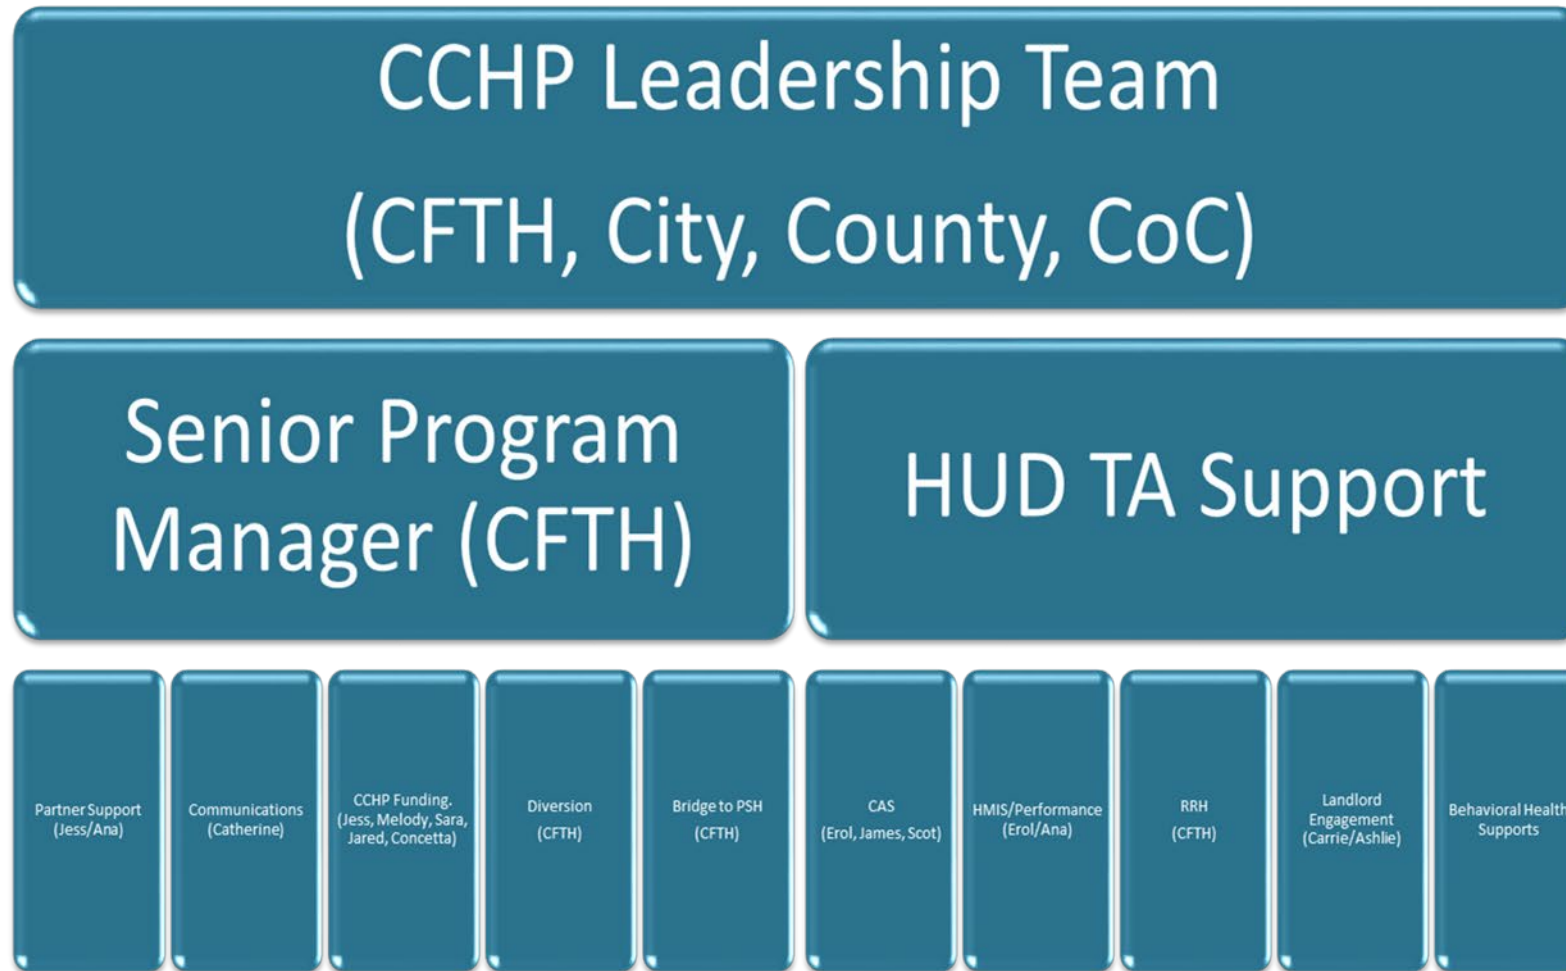 CCHP Leadership Team
(CFTH, City, County, CoC)
Senior Program
Manager (CFTH)
HUD TA Support
Partner Support
(Jess/Ana)
Communications
(Catherine)
CCHP Funding.
(Jess, Melody, Sara,
Jared, Concetta)
Diversion
(CFTH)
Bridge to PSH
(CFTH)
CAS
(Erol, James, Scot)
HMIS/Performance
(Erol/Ana)
RRH
(CFTH)
Landlord
Engagement
(Carrie/Ashlie)
Behavioral Health
Supports